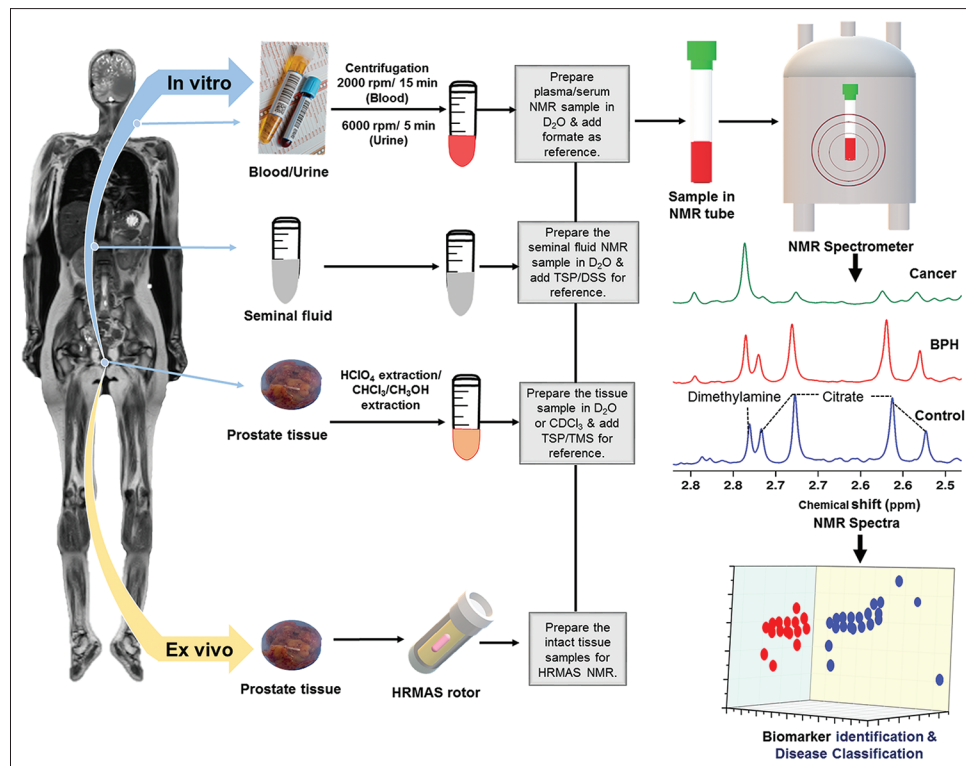 In vitro
Centrifugation
2000 rpm/ 15 min
(Blood)
6000 rpm/ 5 min
(Urine)
Blood/Urine
Prepare
plasma/serum
NMR sample in
D₂O & add
formate as
reference.
Sample in
NMR tube
NMR Spectrometer
Seminal fluid
Prepare the
seminal fluid NMR
sample in D₂O &
add TSP/DSS for
reference.
Prostate tissue
HClO₄ extraction/
CHCl₃/CH₃OH
extraction
Prepare the tissue
sample in D₂O
or CDCl₃ & add
TSP/TMS for
reference.
Ex vivo
Prostate tissue
HRMAS rotor
Prepare the
intact tissue
samples for
HRMAS NMR.
Cancer
BPH
Dimethylamine
Citrate
Control
2.8 2.8 2.7 2.7 2.6 2.6 2.5
Chemical shift (ppm)
NMR Spectra
Biomarker identification &
Disease Classification